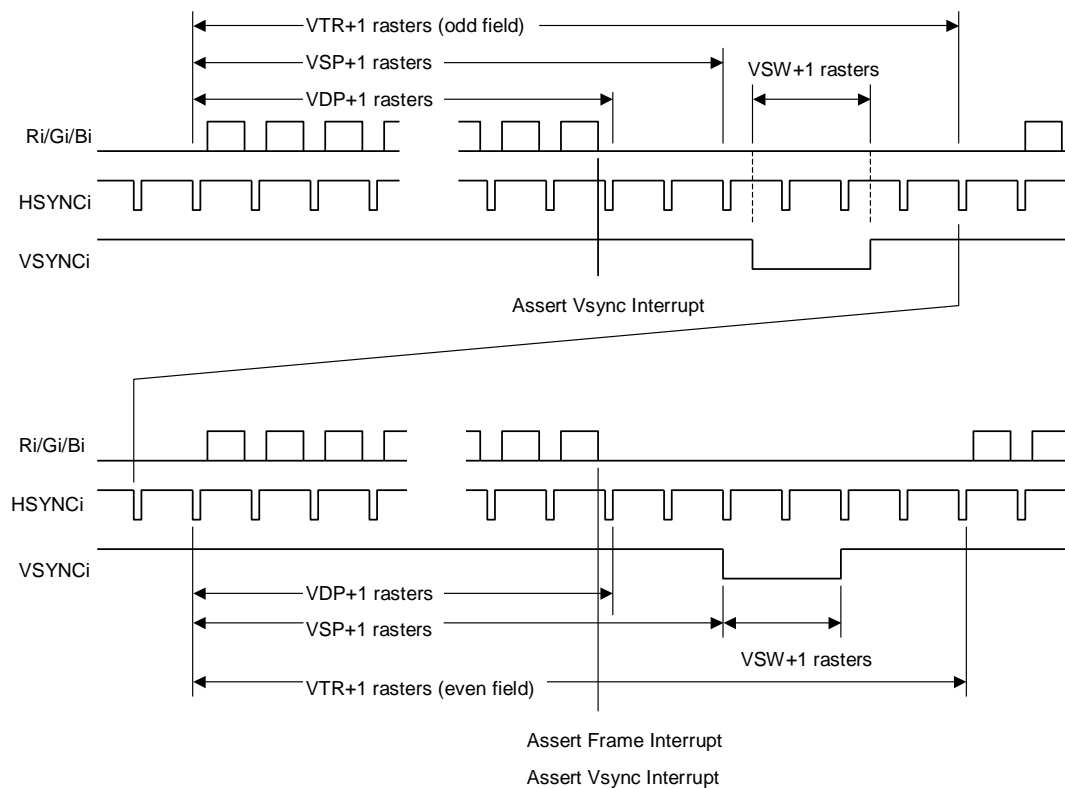 VTR+1 rasters (odd field)
VSP+1 rasters
VSW+1 rasters
VDP+1 rasters
Ri/Gi/Bi
HSYNCi
VSYNCi
Assert Vsync Interrupt
Ri/Gi/Bi
HSYNCi
VSYNCi
VDP+1 rasters
VSP+1 rasters
VSW+1 rasters
VTR+1 rasters (even field)
Assert Frame Interrupt
Assert Vsync Interrupt